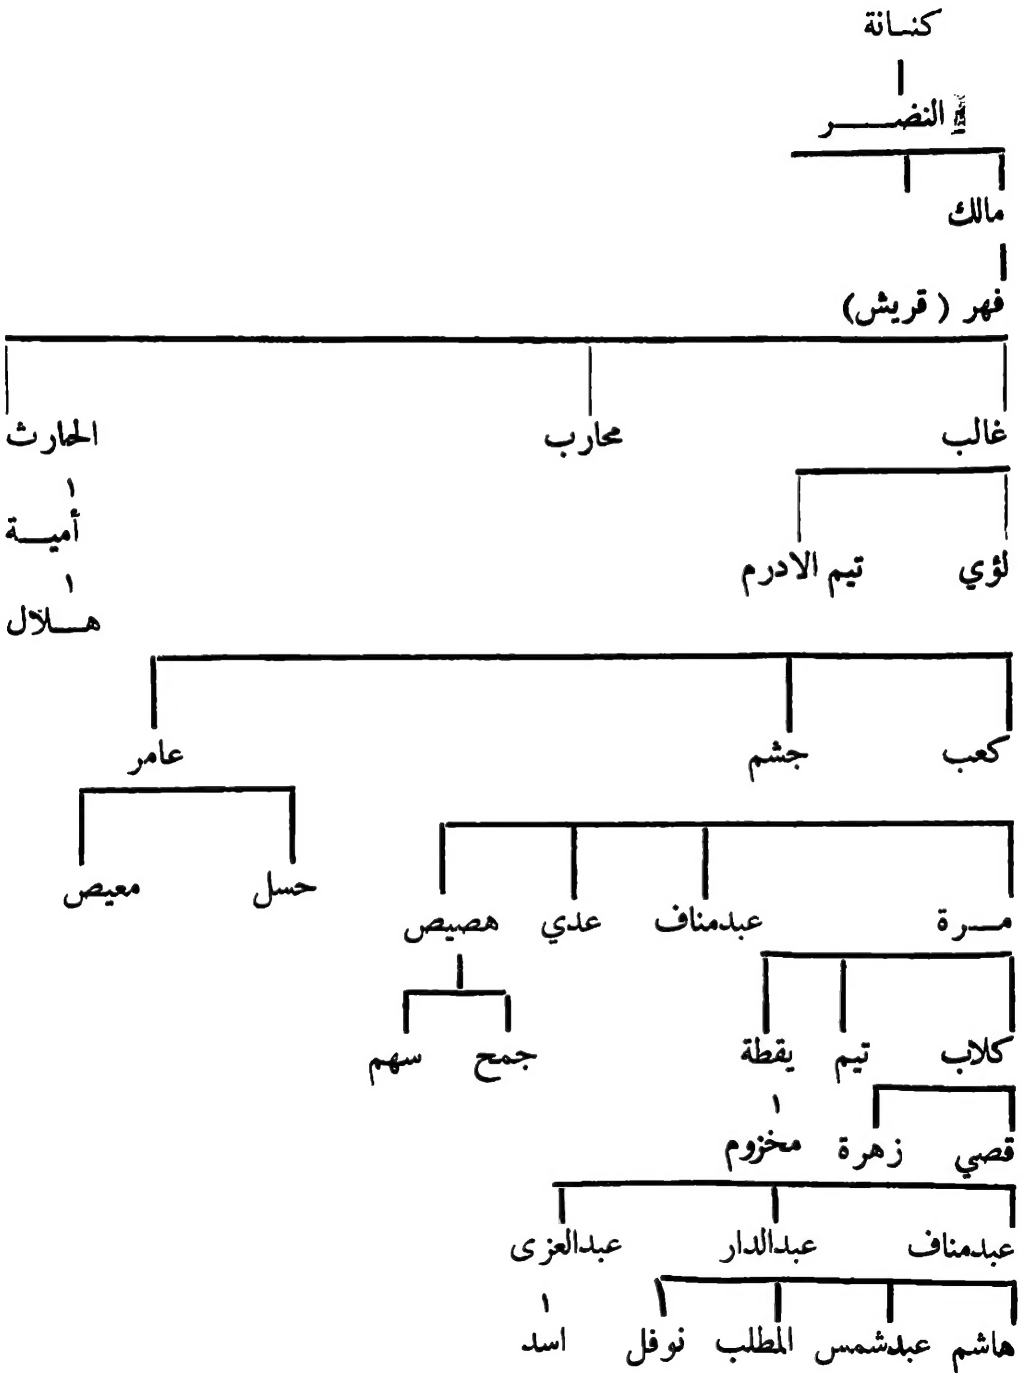 كنانة
النضر
مالك
فهر (قريش)
غالب محارب الحارث
أمية
لؤي تيم الادرم
هلال
كعب جشم عامر
حسل معيص
مرة عبدمناف عدي هصيص
كلاب تيم يقطة جمح سهم
قصي زهرة مخزوم
عبدمناف عبدالدار عبدالعزى
هاشم عبدشمس المطلب نوفل اسد